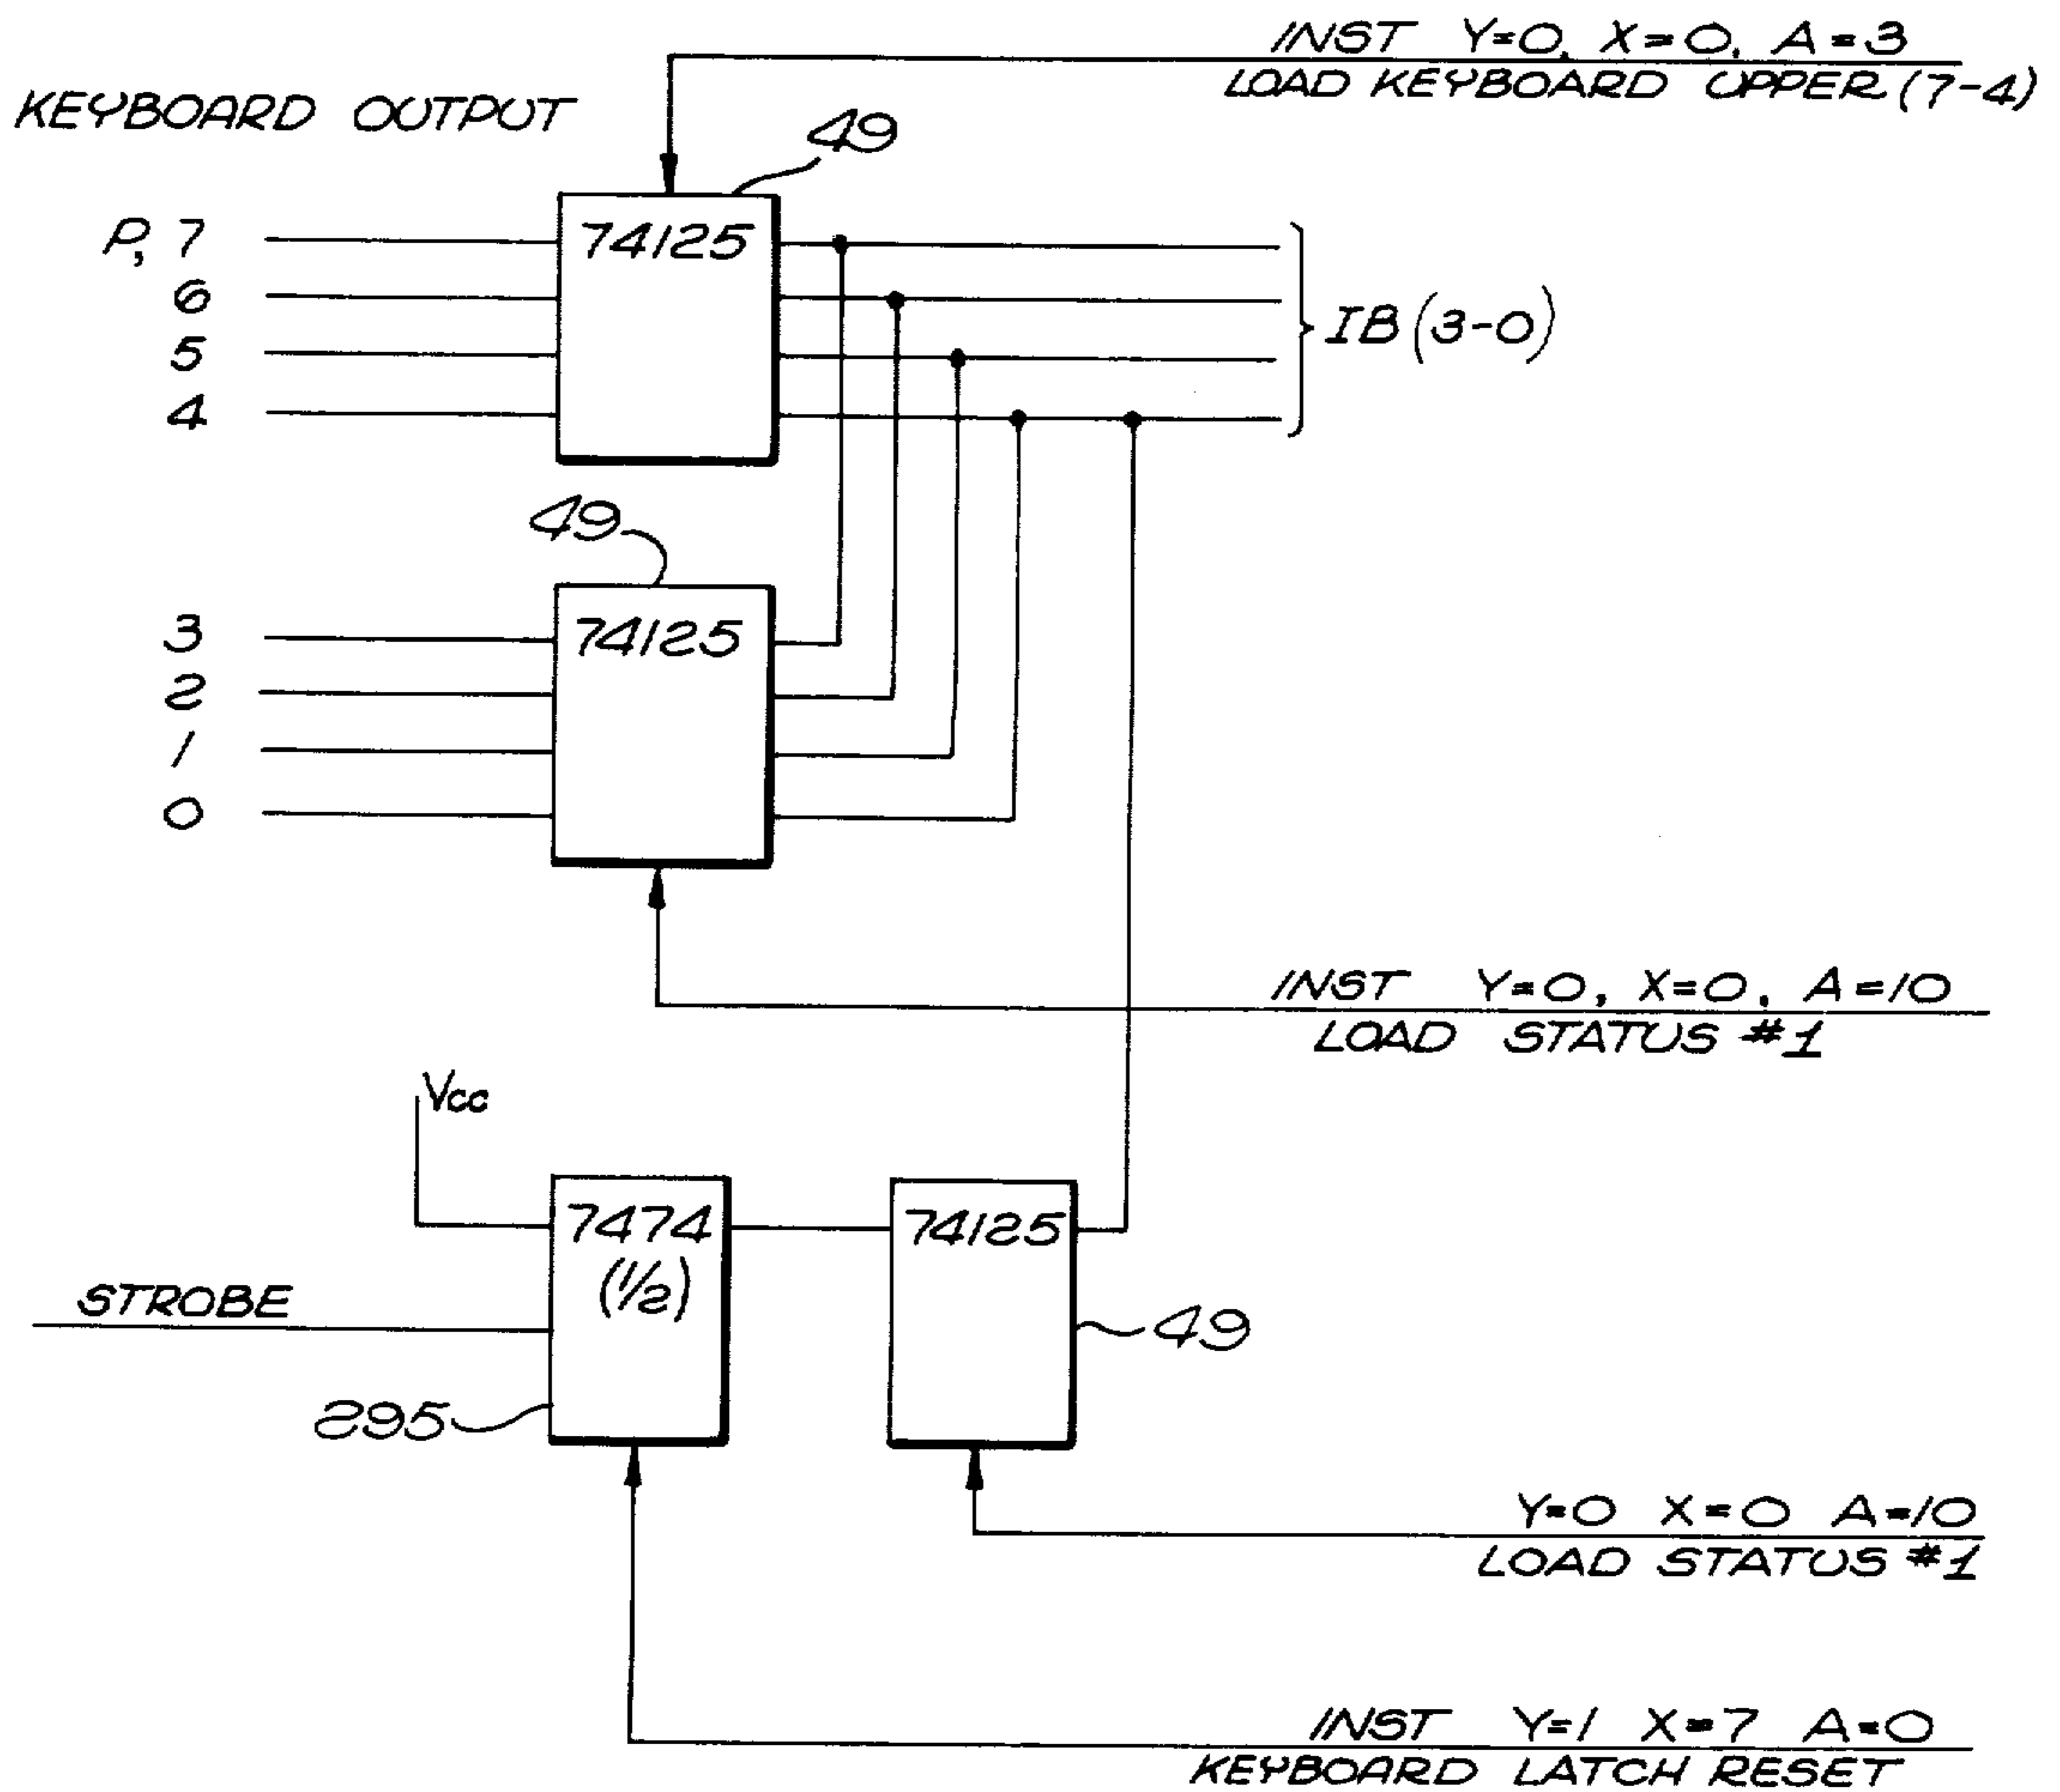 INST Y=0, X=0, A=3
LOAD KEYBOARD UPPER (7-4)
KEYBOARD OUTPUT
49
P, 7
74125
6
5
4
IB (3-0)
49
3
74125
2
1
0
INST Y=0, X=0, A=10
LOAD STATUS #1
Vcc
7474
(1/2)
74125
STROBE
49
295
Y=0 X=0 A=10
LOAD STATUS #1
INST Y=1 X=7 A=0
KEYBOARD LATCH RESET